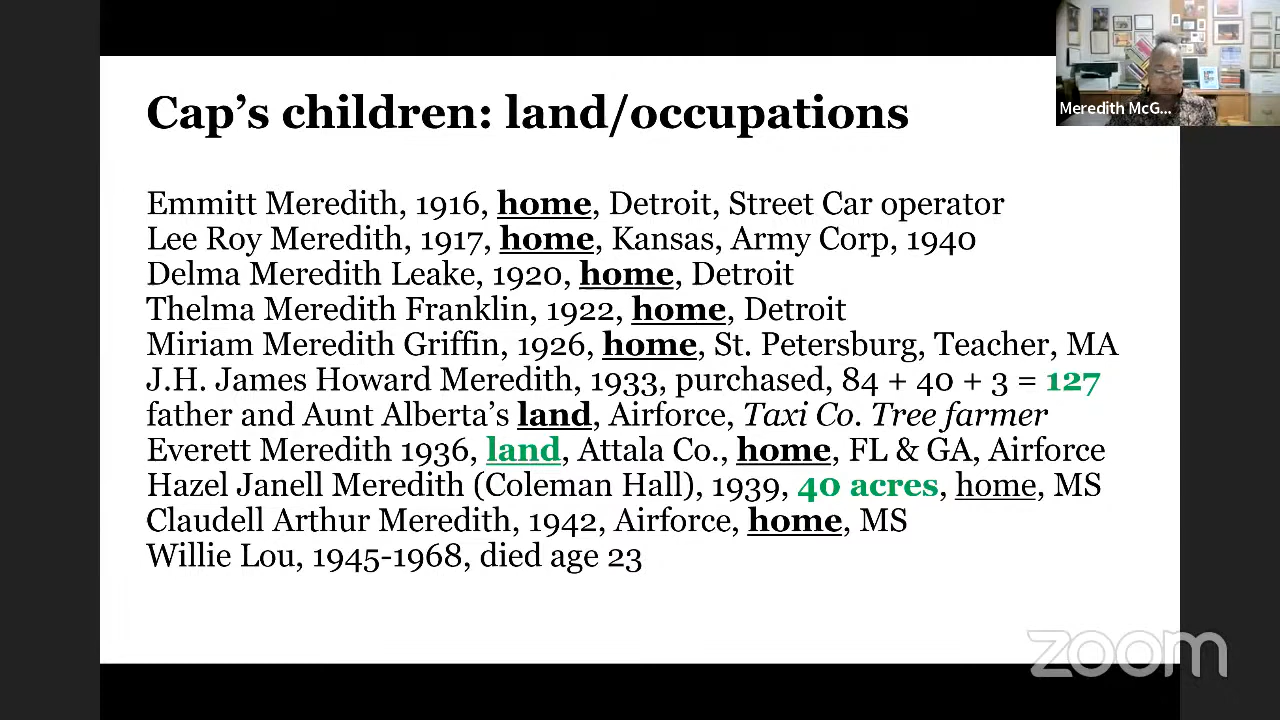 Cap's children: land/occupations
Meredith McG...
Emmitt Meredith, 1916, home, Detroit, Street Car operator
Lee Roy Meredith, 1917, home, Kansas, Army Corp, 1940
Delma Meredith Leake, 1920, home, Detroit
Thelma Meredith Franklin, 1922, home, Detroit
Miriam Meredith Griffin, 1926, home, St. Petersburg, Teacher, MA
J.H. James Howard Meredith, 1933, purchased, 84 + 40 + 3 = 127
father and Aunt Alberta's land, Airforce, Taxi Co. Tree farmer
Everett Meredith 1936, land, Attala Co., home, FL & GA, Airforce
Hazel Janell Meredith (Coleman Hall), 1939, 40 acres, home, MS
Claudell Arthur Meredith, 1942, Airforce, home, MS
Willie Lou, 1945-1968, died age 23
zoom